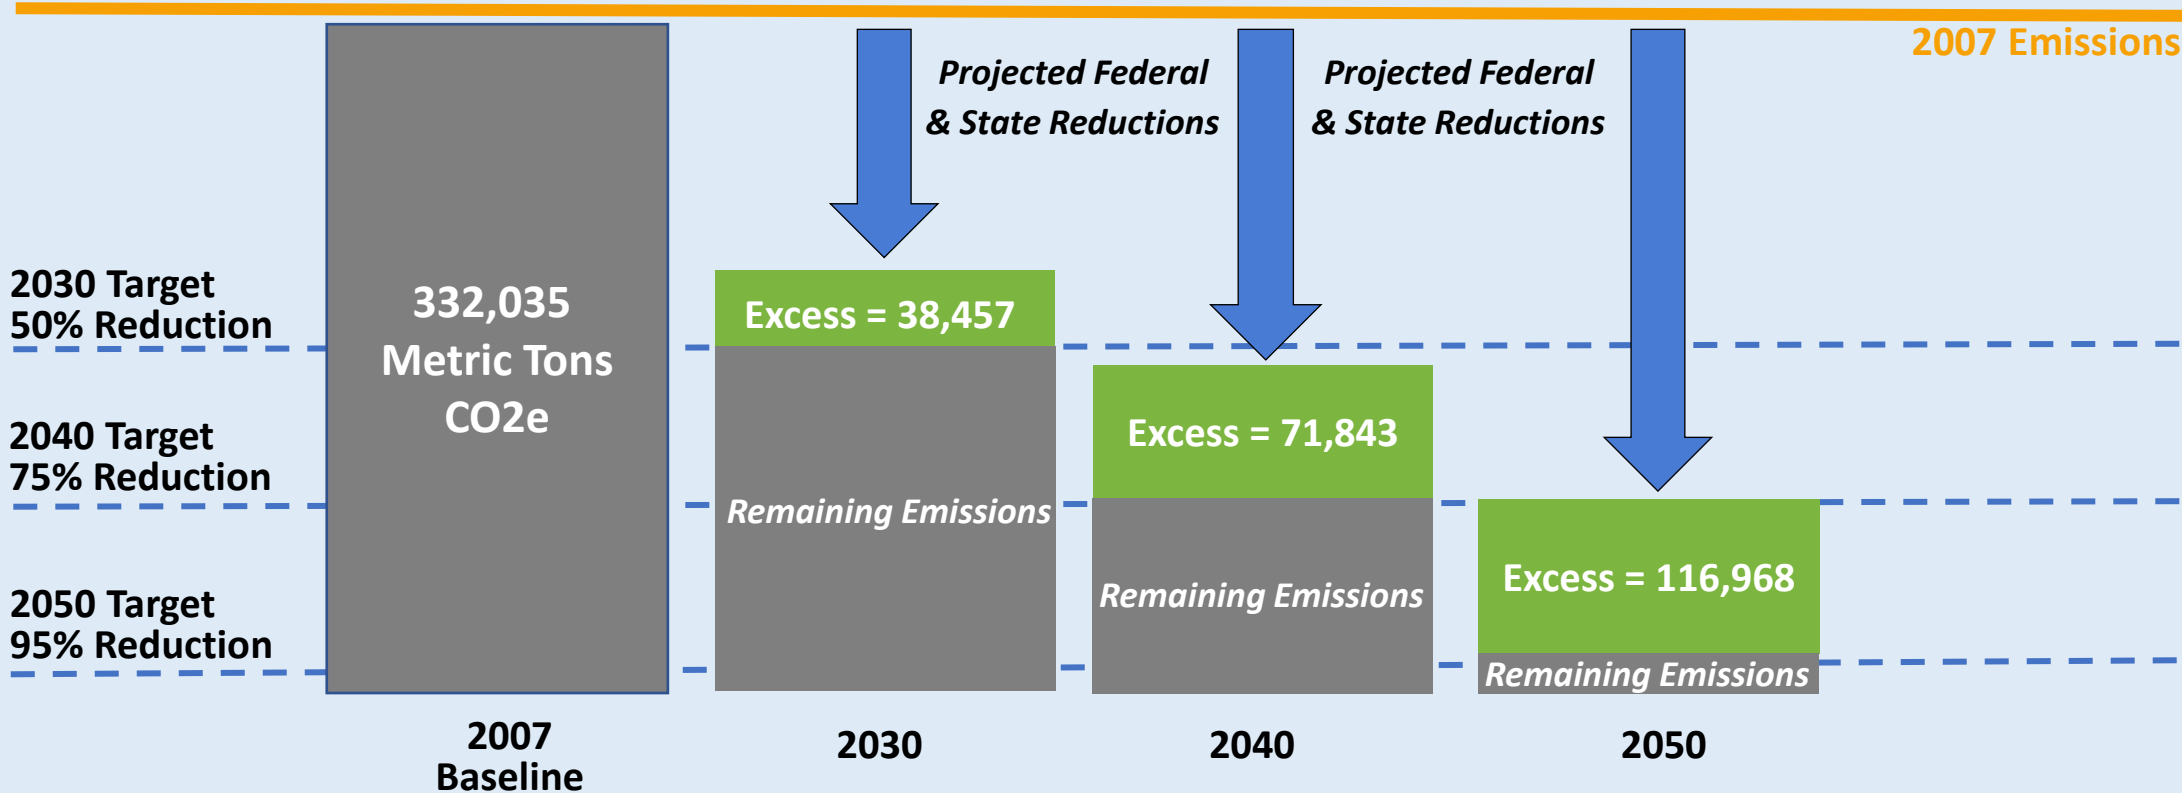 2007 Emissions
Projected Federal
& State Reductions
Projected Federal
& State Reductions
2030 Target
50% Reduction
2040 Target
75% Reduction
2050 Target
95% Reduction
332,035
Metric Tons
CO2e
Excess = 38,457
Remaining Emissions
Excess = 71,843
Remaining Emissions
Excess = 116,968
Remaining Emissions
2007
Baseline
2030
2040
2050